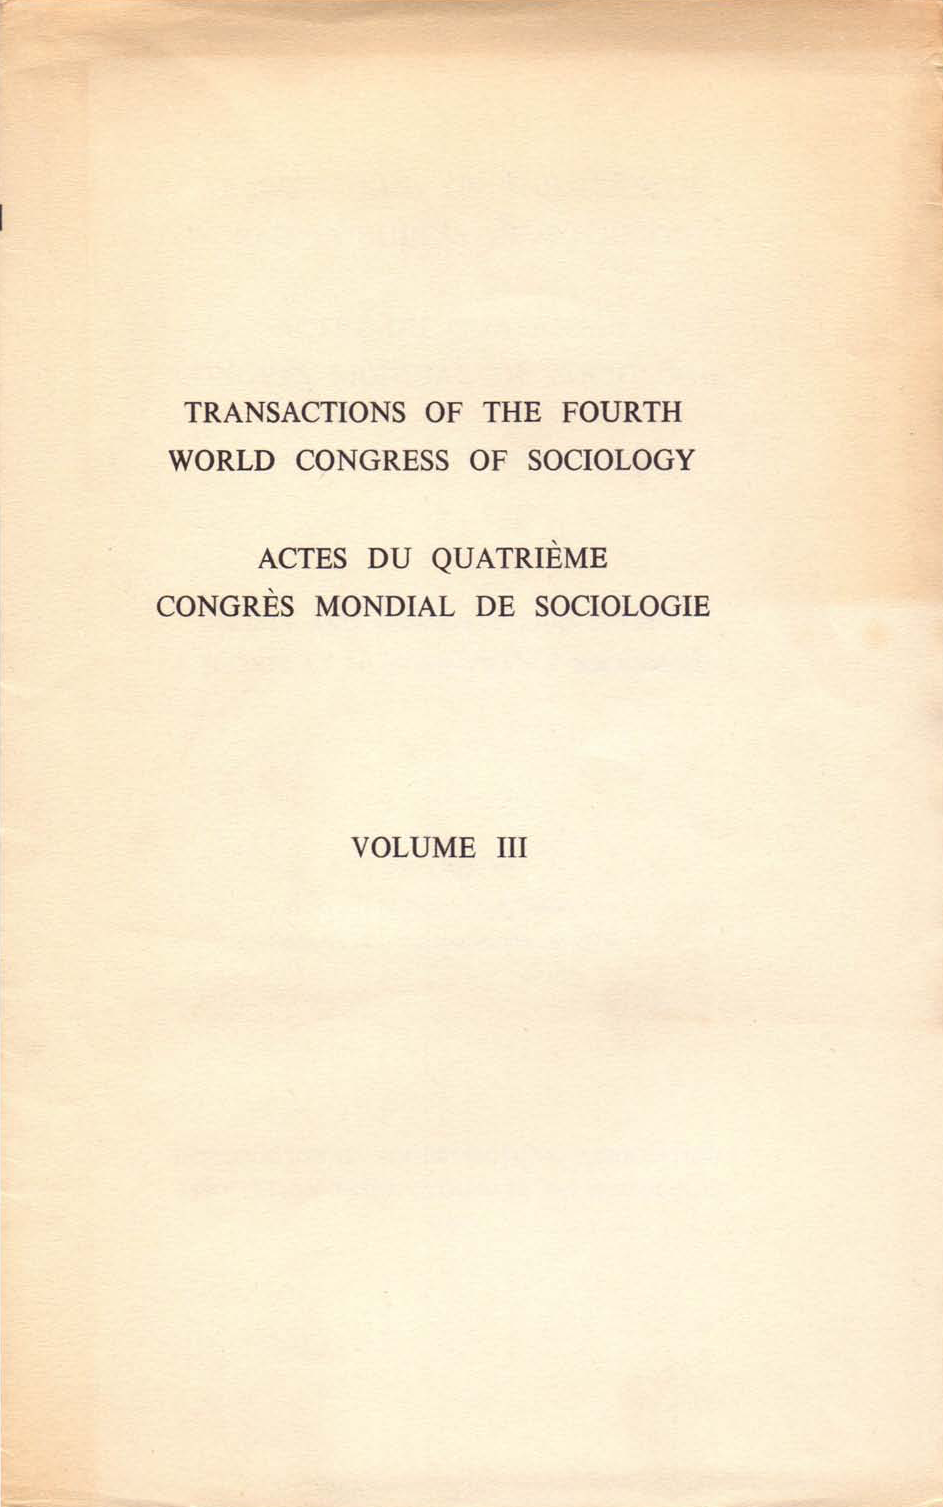 TRANSACTIONS OF THE FOURTH
WORLD CONGRESS OF SOCIOLOGY
ACTES DU QUATRIÈME
CONGRÈS MONDIAL DE SOCIOLOGIE
VOLUME III